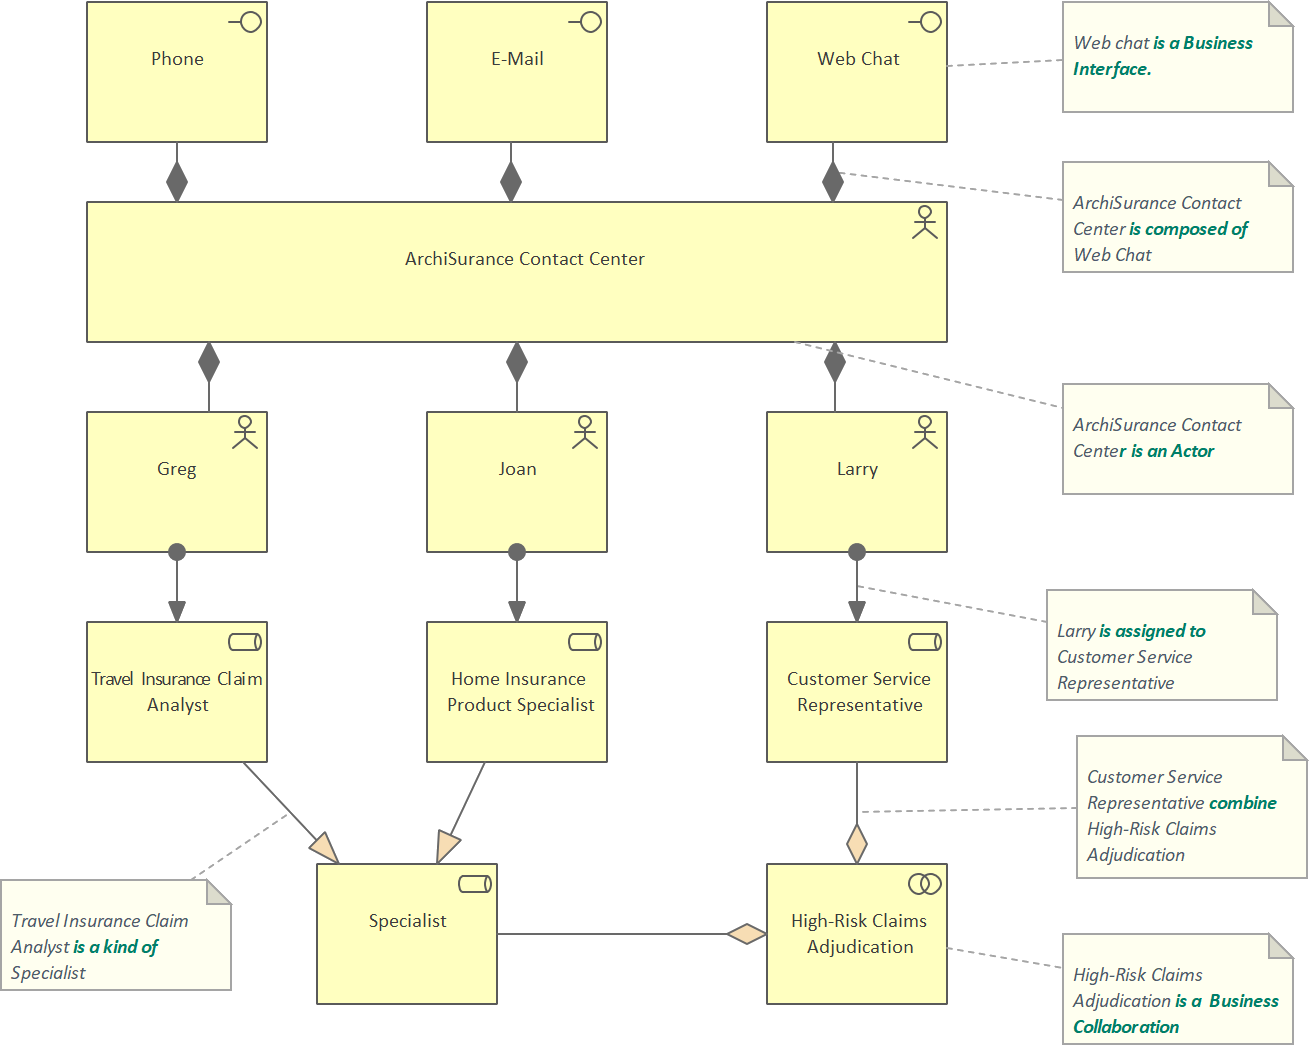 Phone
E-Mail
Web Chat
Web chat is a Business
Interface.
ArchiSurance Contact
Center is composed of
Web Chat
ArchiSurance Contact Center
ArchiSurance Contact
Center is an Actor
Greg
Joan
Larry
Larry is assigned to
Customer Service
Representative
Travel Insurance Claim
Analyst
Home Insurance
Product Specialist
Customer Service
Representative
Customer Service
Representative combine
High-Risk Claims
Adjudication
Travel Insurance Claim
Analyst is a kind of
Specialist
Specialist
High-Risk Claims
Adjudication
High-Risk Claims
Adjudication is a Business
Collaboration